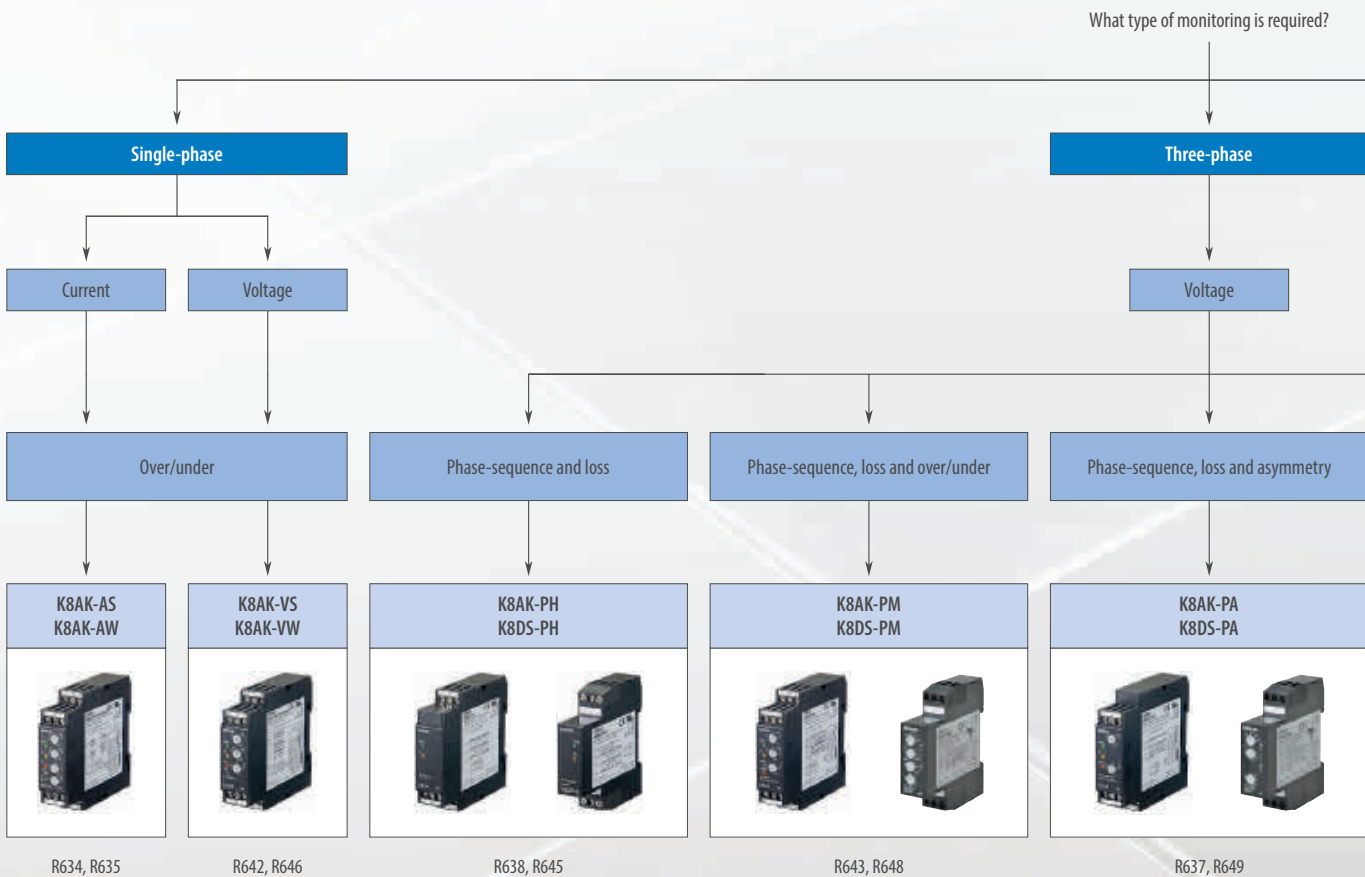 What type of monitoring is required?
Single-phase
Three-phase
Current
Voltage
Voltage
Over/under
Phase-sequence and loss
Phase-sequence, loss and over/under
Phase-sequence, loss and asymmetry
K8AK-AS
K8AK-AW
K8AK-VS
K8AK-VW
K8AK-PH
K8DS-PH
K8AK-PM
K8DS-PM
K8AK-PA
K8DS-PA
R634, R635
R642, R646
R638, R645
R643, R648
R637, R649